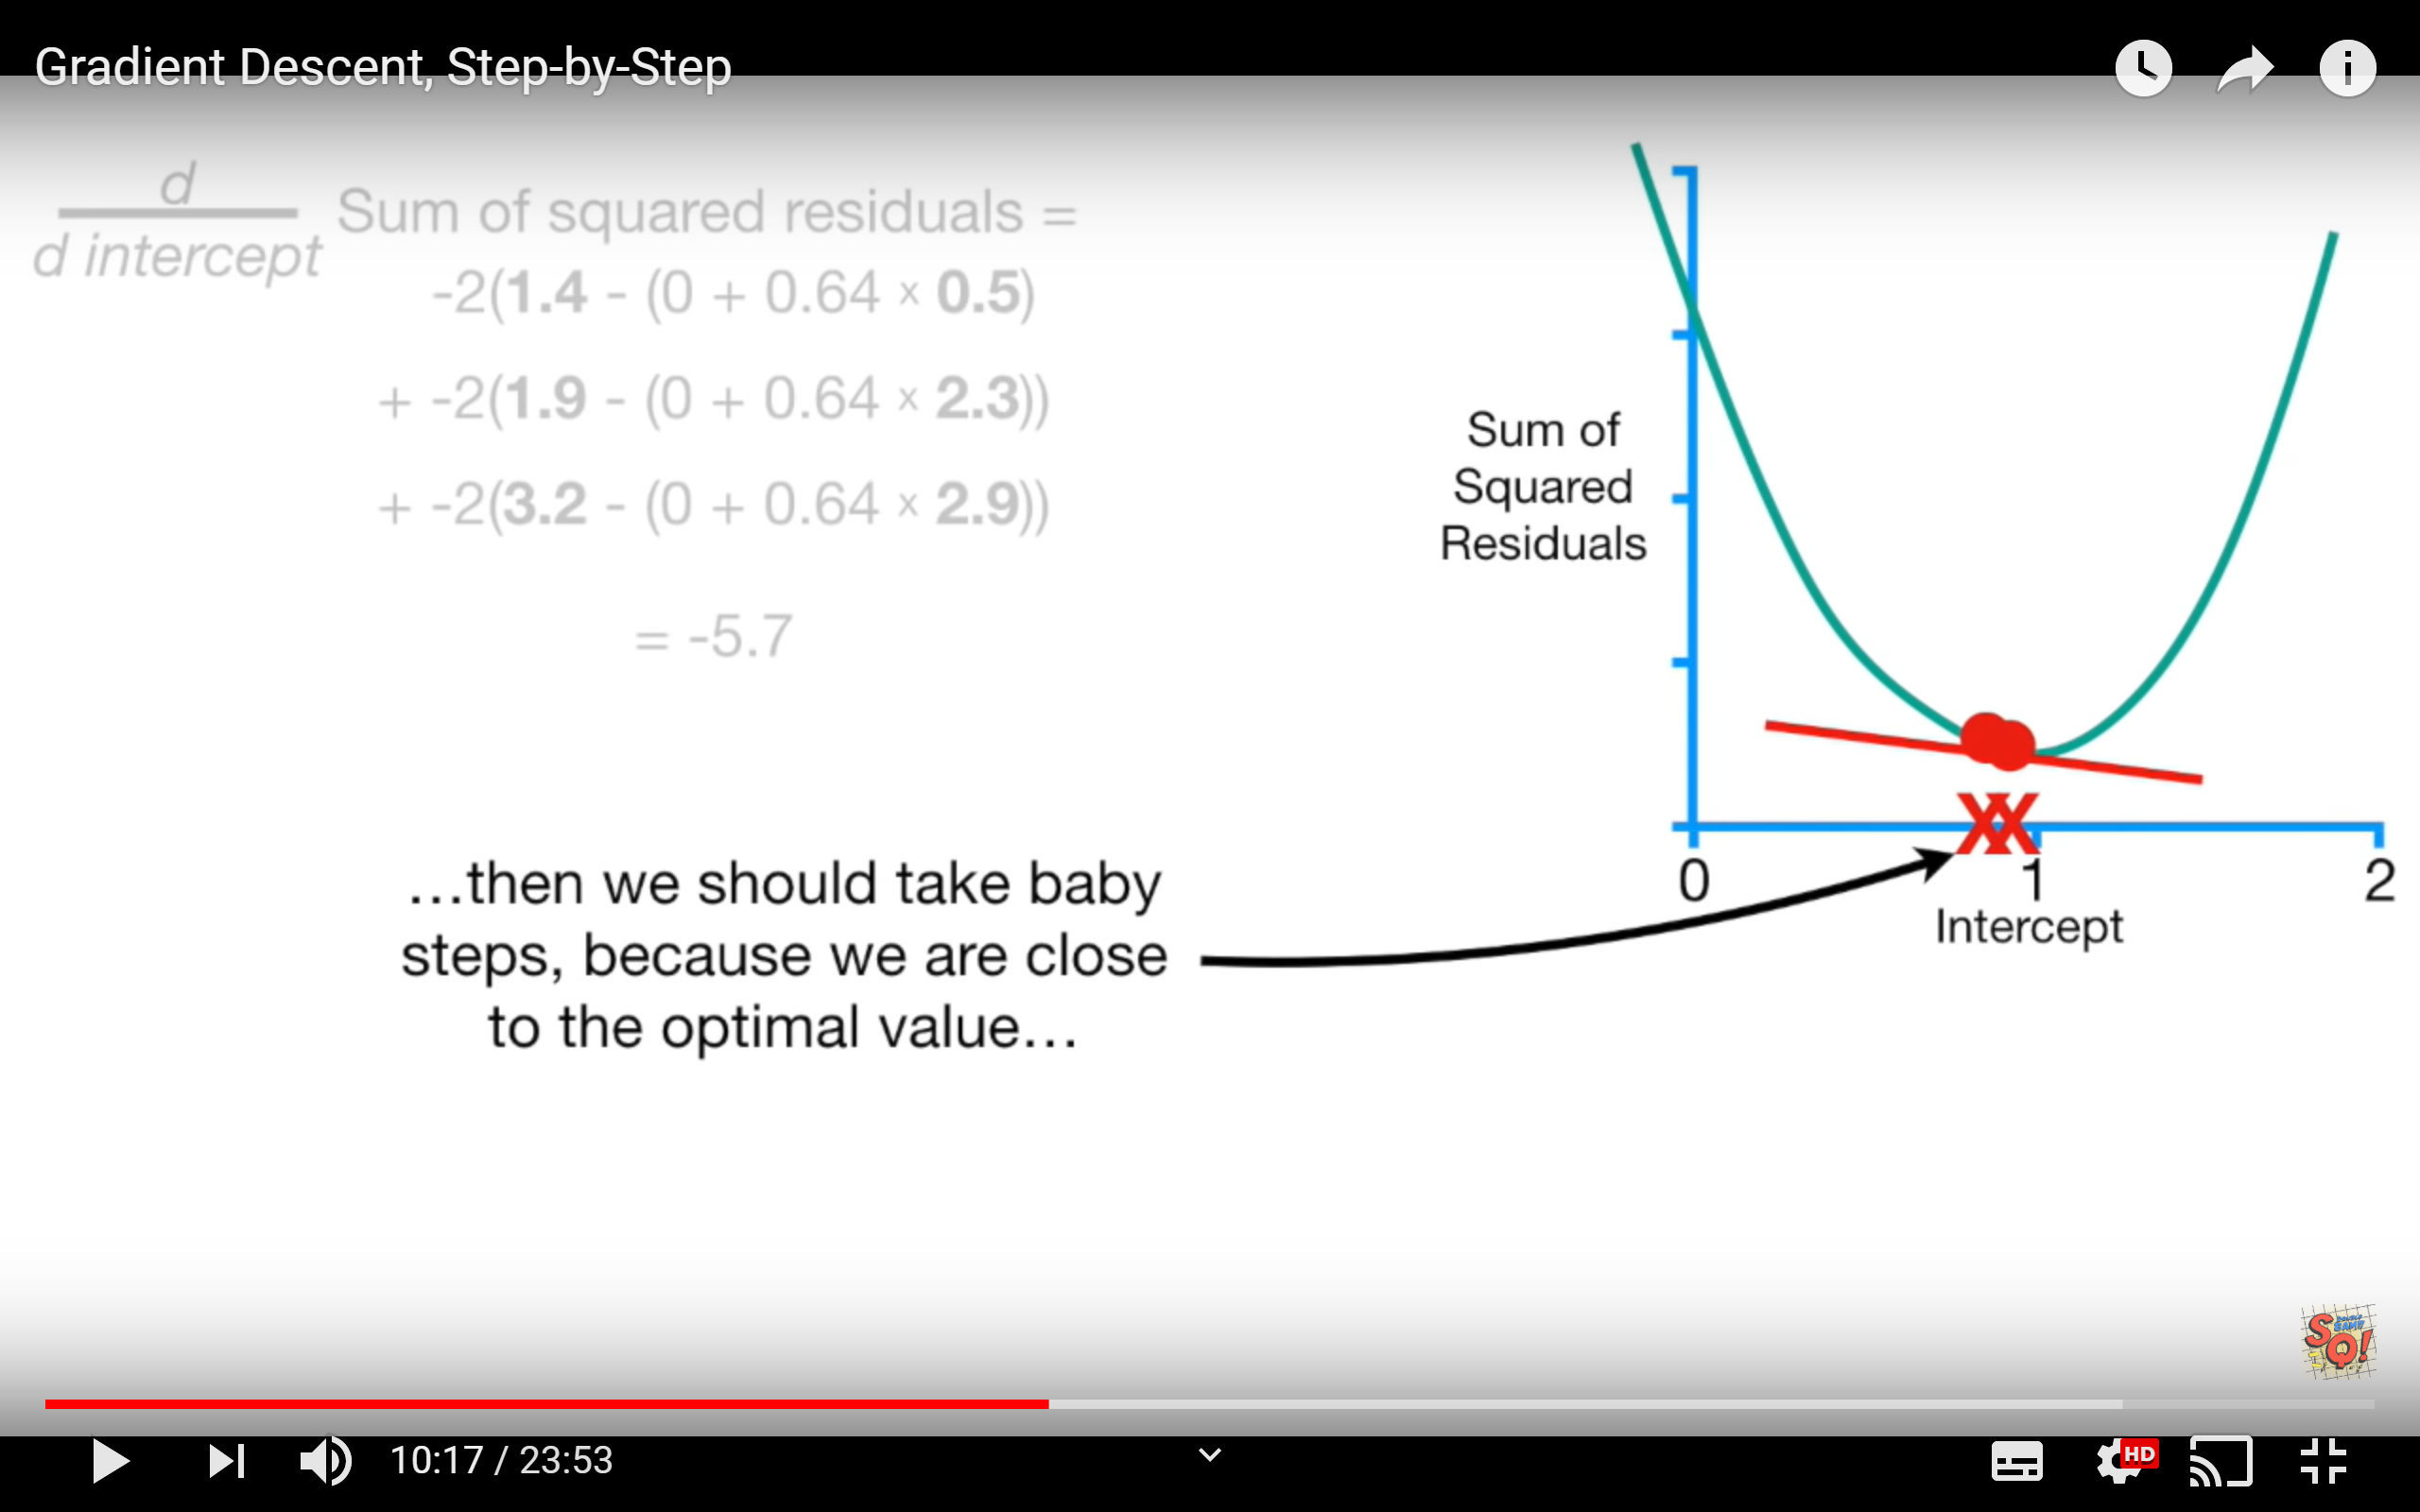 Gradient Descent, Step-by-Step
d
d intercept
Sum of squared residuals =
-2(1.4 - (0 + 0.64 × 0.5)
+ -2(1.9 - (0 + 0.64 × 2.3))
+ -2(3.2 - (0 + 0.64 × 2.9))
= -5.7
Sum of
Squared
Residuals
XX
0
1
2
Intercept
…then we should take baby
steps, because we are close
to the optimal value…
SQ!
10:17 / 23:53
HD